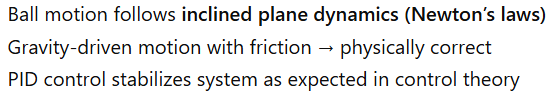 Ball motion follows inclined plane dynamics (Newton’s laws)
Gravity-driven motion with friction → physically correct
PID control stabilizes system as expected in control theory